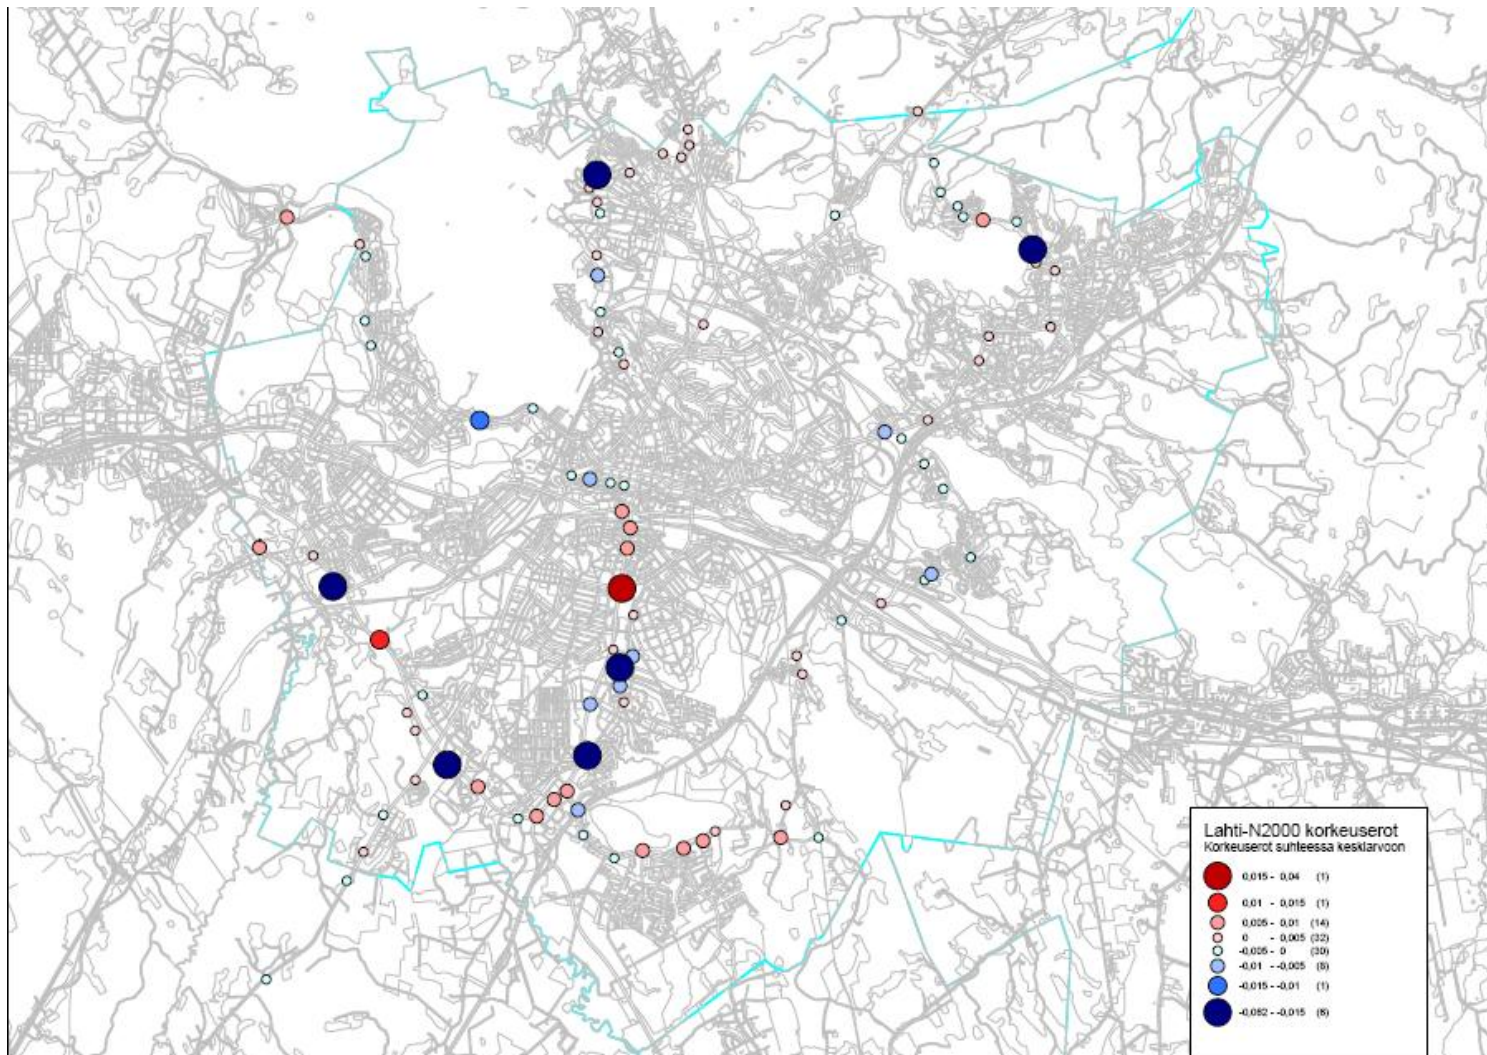 Lahti-N2000 korkeuserot
Korkeuserot suhteessa keskiarvoon
0,015 - 0,04 (1)
0,01 - 0,015 (1)
0,005 - 0,01 (14)
0 - 0,005 (32)
-0,005 - 0 (30)
-0,01 - -0,005 (8)
-0,015 - -0,01 (1)
-0,082 - -0,015 (6)